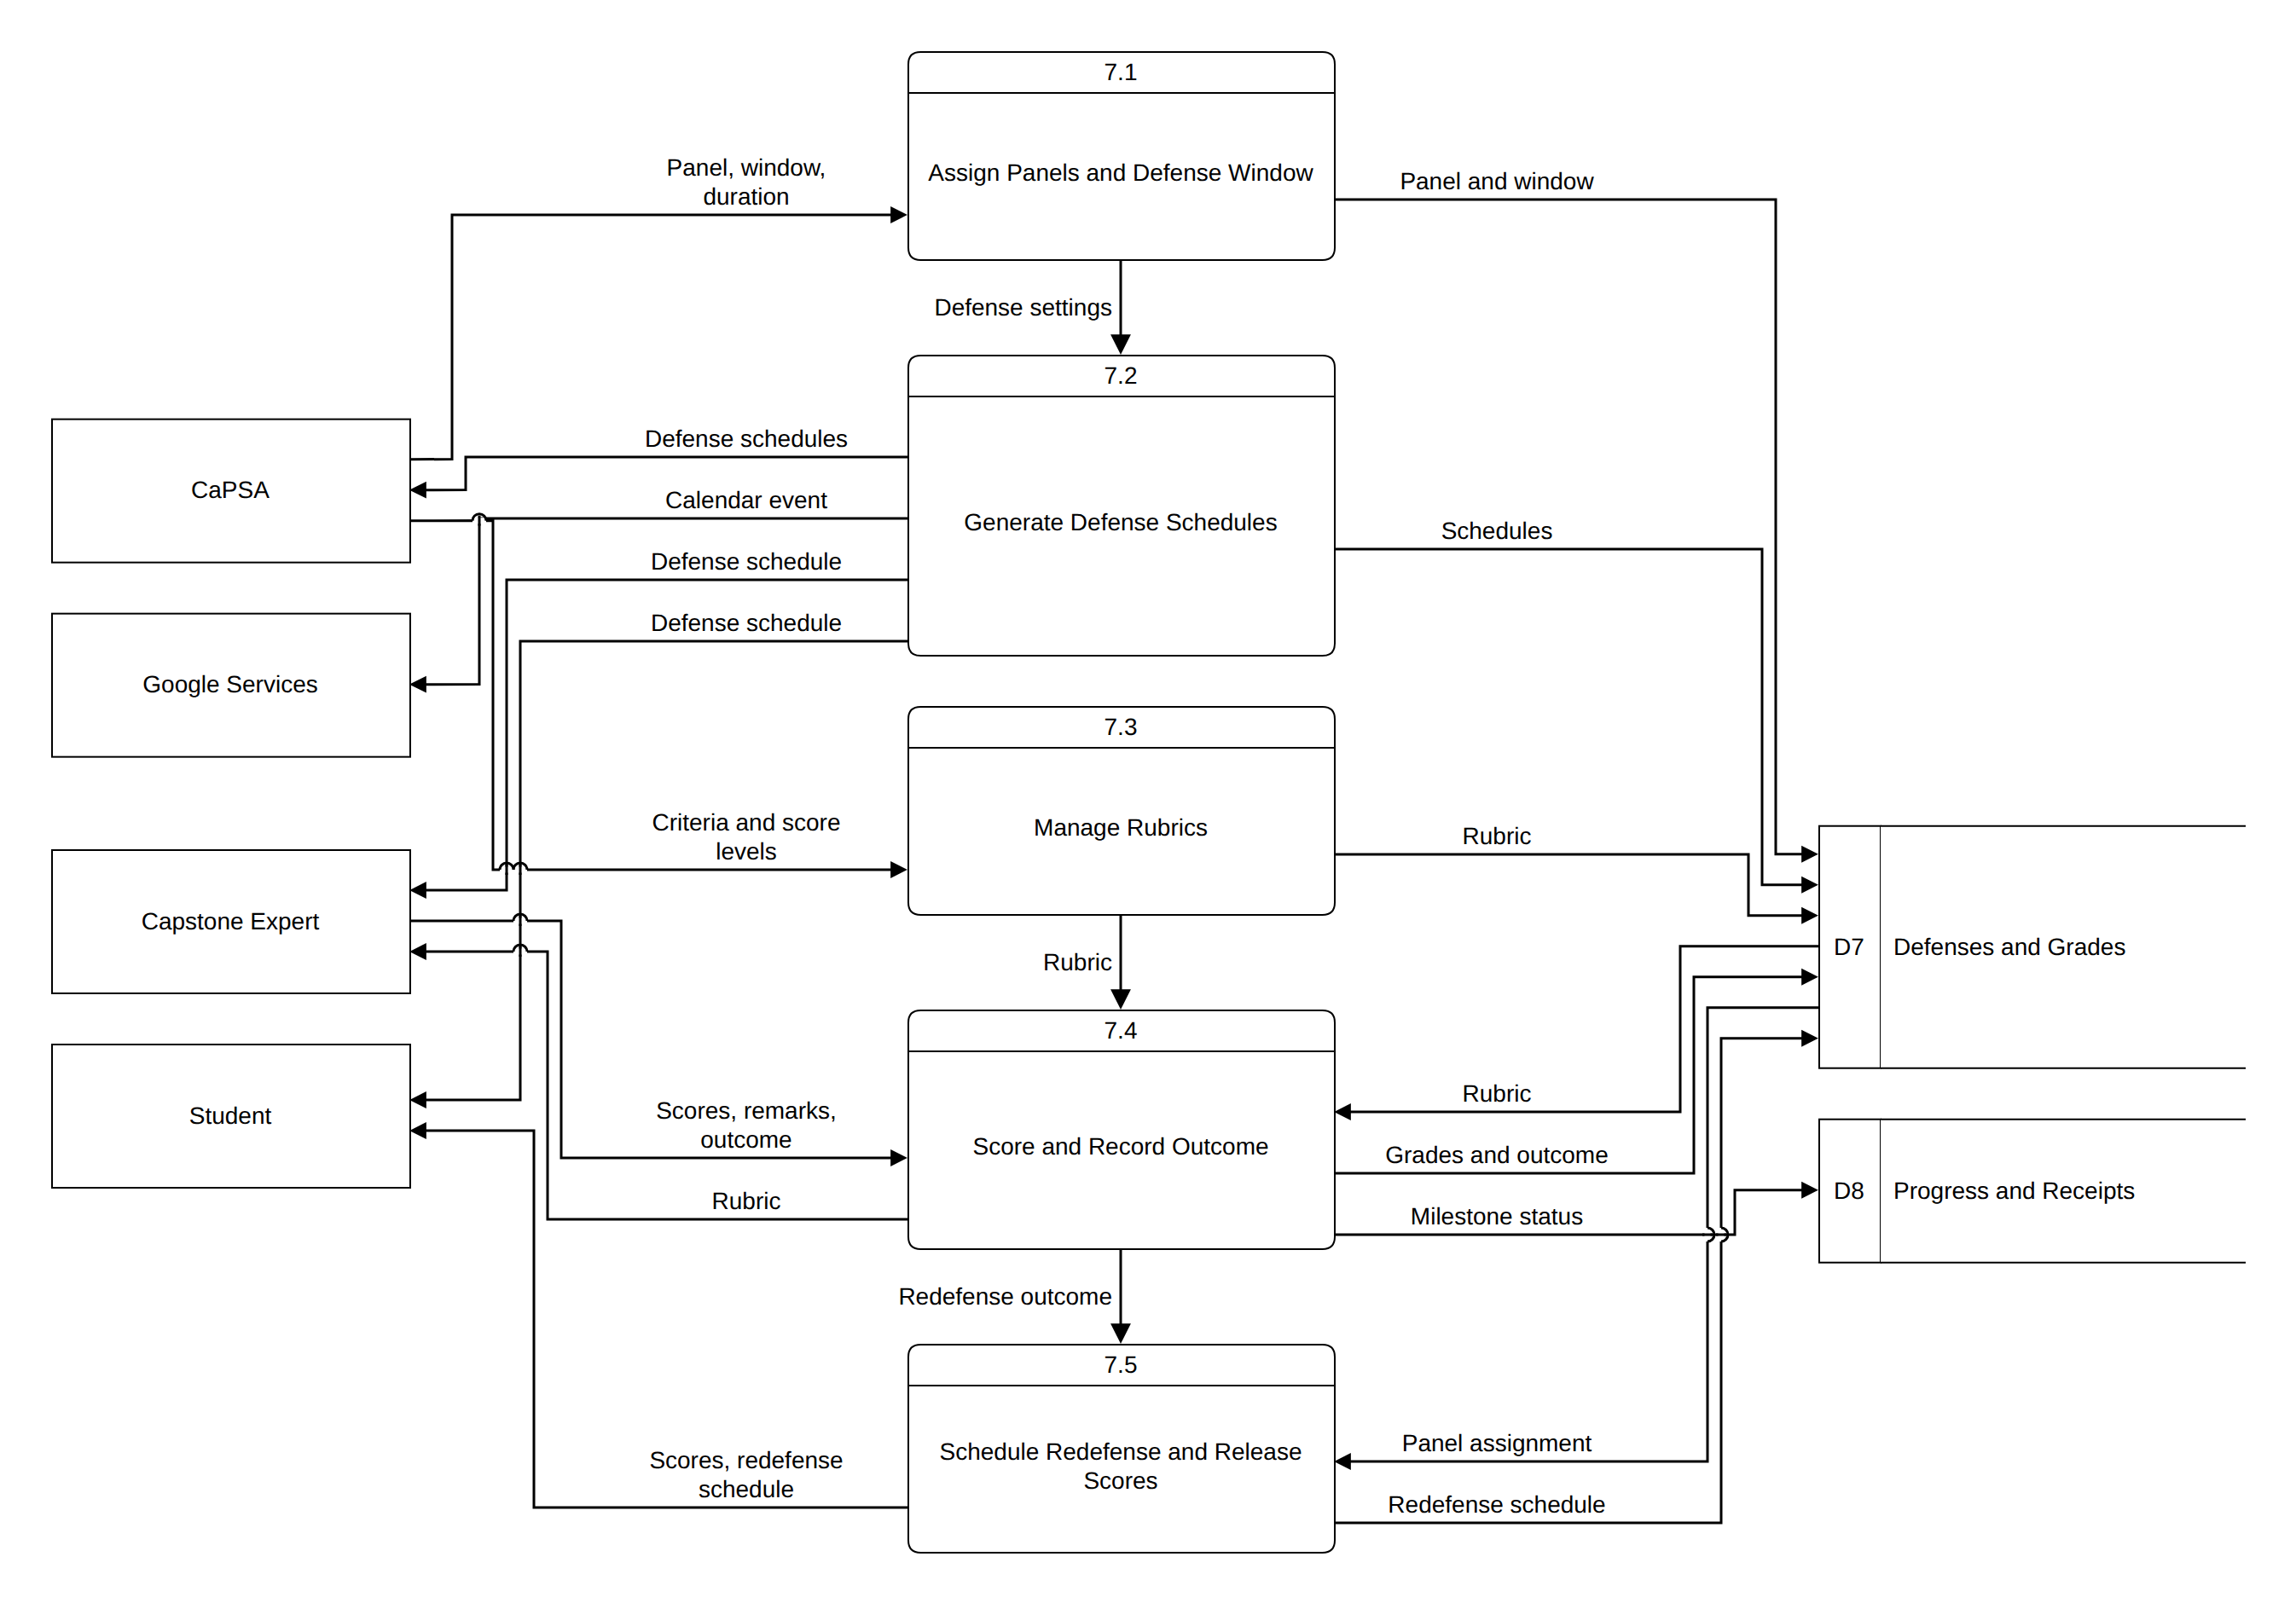 7.1
Panel, window,
duration
Assign Panels and Defense Window
Panel and window
Defense settings
7.2
Defense schedules
CaPSA
Calendar event
Generate Defense Schedules
Schedules
Defense schedule
Defense schedule
Google Services
7.3
Criteria and score
levels
Manage Rubrics
Rubric
Capstone Expert
D7
Defenses and Grades
Rubric
7.4
Rubric
Student
Scores, remarks,
outcome
Score and Record Outcome
Grades and outcome
D8
Progress and Receipts
Rubric
Milestone status
Redefense outcome
7.5
Scores, redefense
schedule
Schedule Redefense and Release
Scores
Panel assignment
Redefense schedule